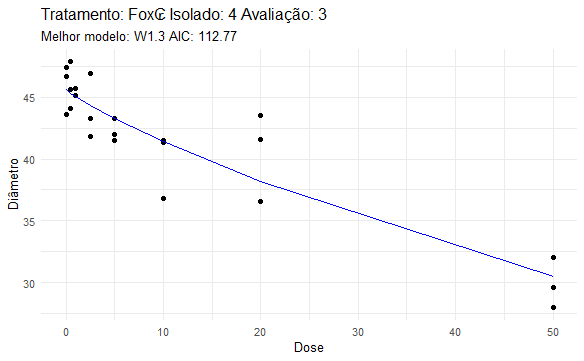 Tratamento: Fox₢ Isolado: 4 Avaliação: 3
Melhor modelo: W1.3 AIC: 112.77
45
40
35
30
Diâmetro
0 10 20 30 40 50
Dose